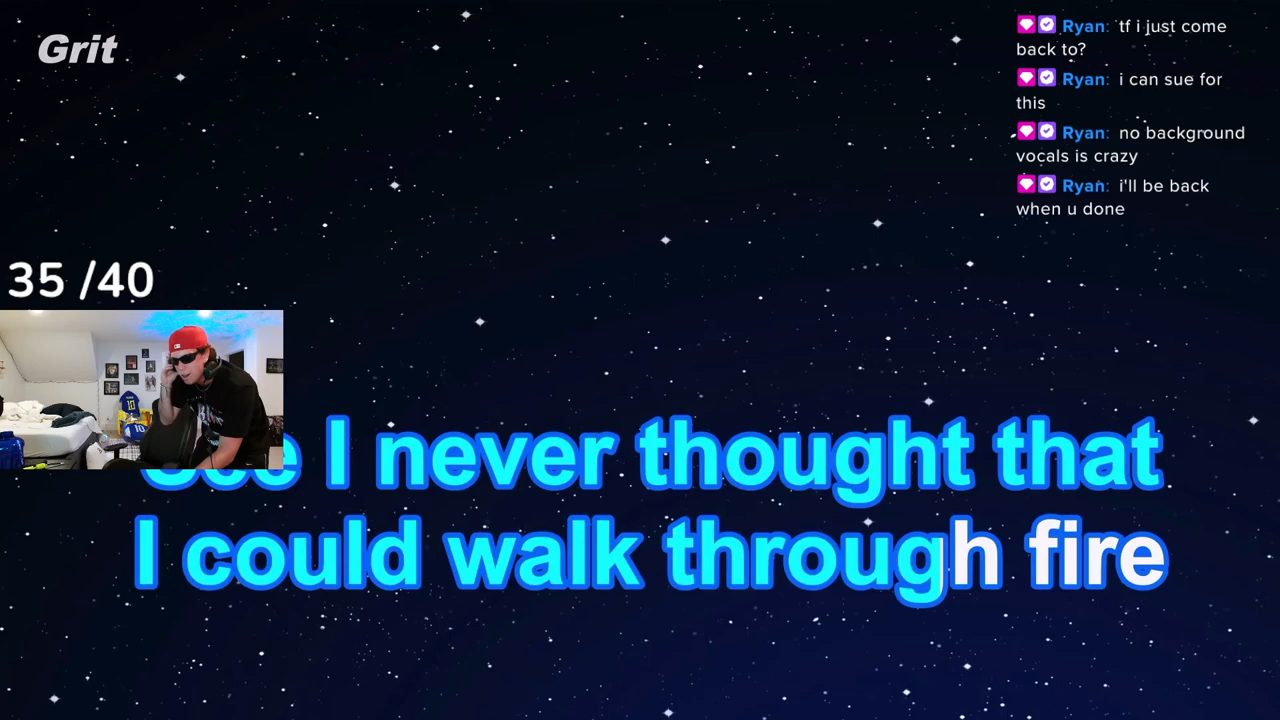 Grit
Ryan: tf i just come
back to?
Ryan: i can sue for
this
Ryan: no background
vocals is crazy
Ryan: i'll be back
when u done
35 /40
I never thought that
I could walk through fire